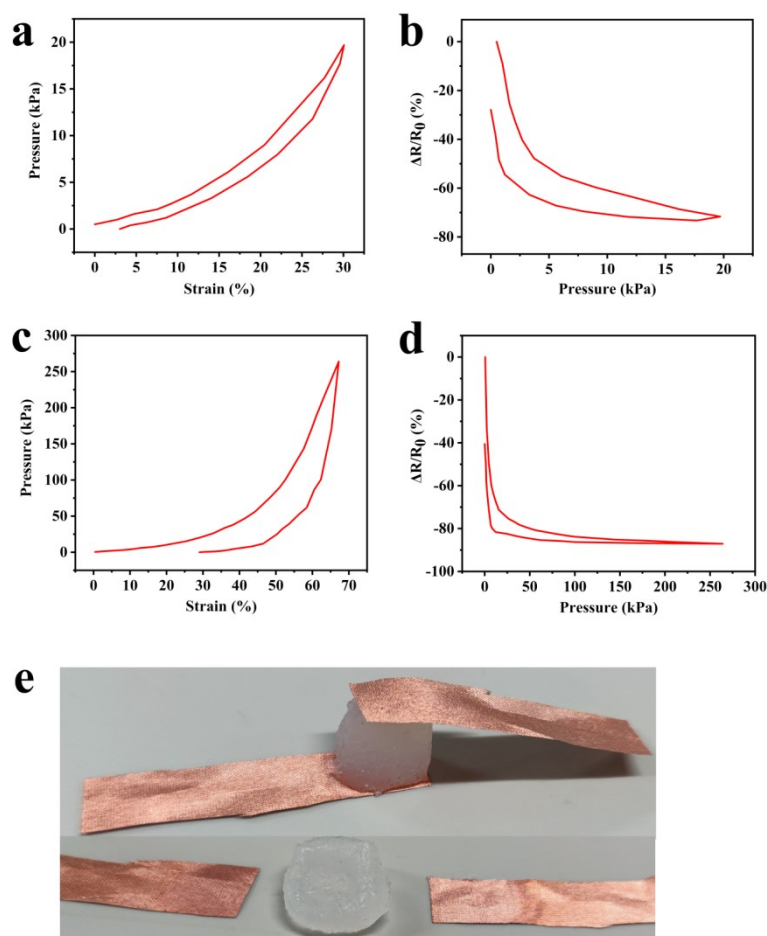 a
20
15
10
5
0
Pressure (kPa)
0 5 10 15 20 25 30
Strain (%)
b
0
-20
-40
-60
-80
ΔR/R0 (%)
0 5 10 15 20
Pressure (kPa)
c
300
250
200
150
100
50
0
Pressure (kPa)
0 10 20 30 40 50 60 70
Strain (%)
d
0
-20
-40
-60
-80
-100
ΔR/R0 (%)
0 50 100 150 200 250 300
Pressure (kPa)
e